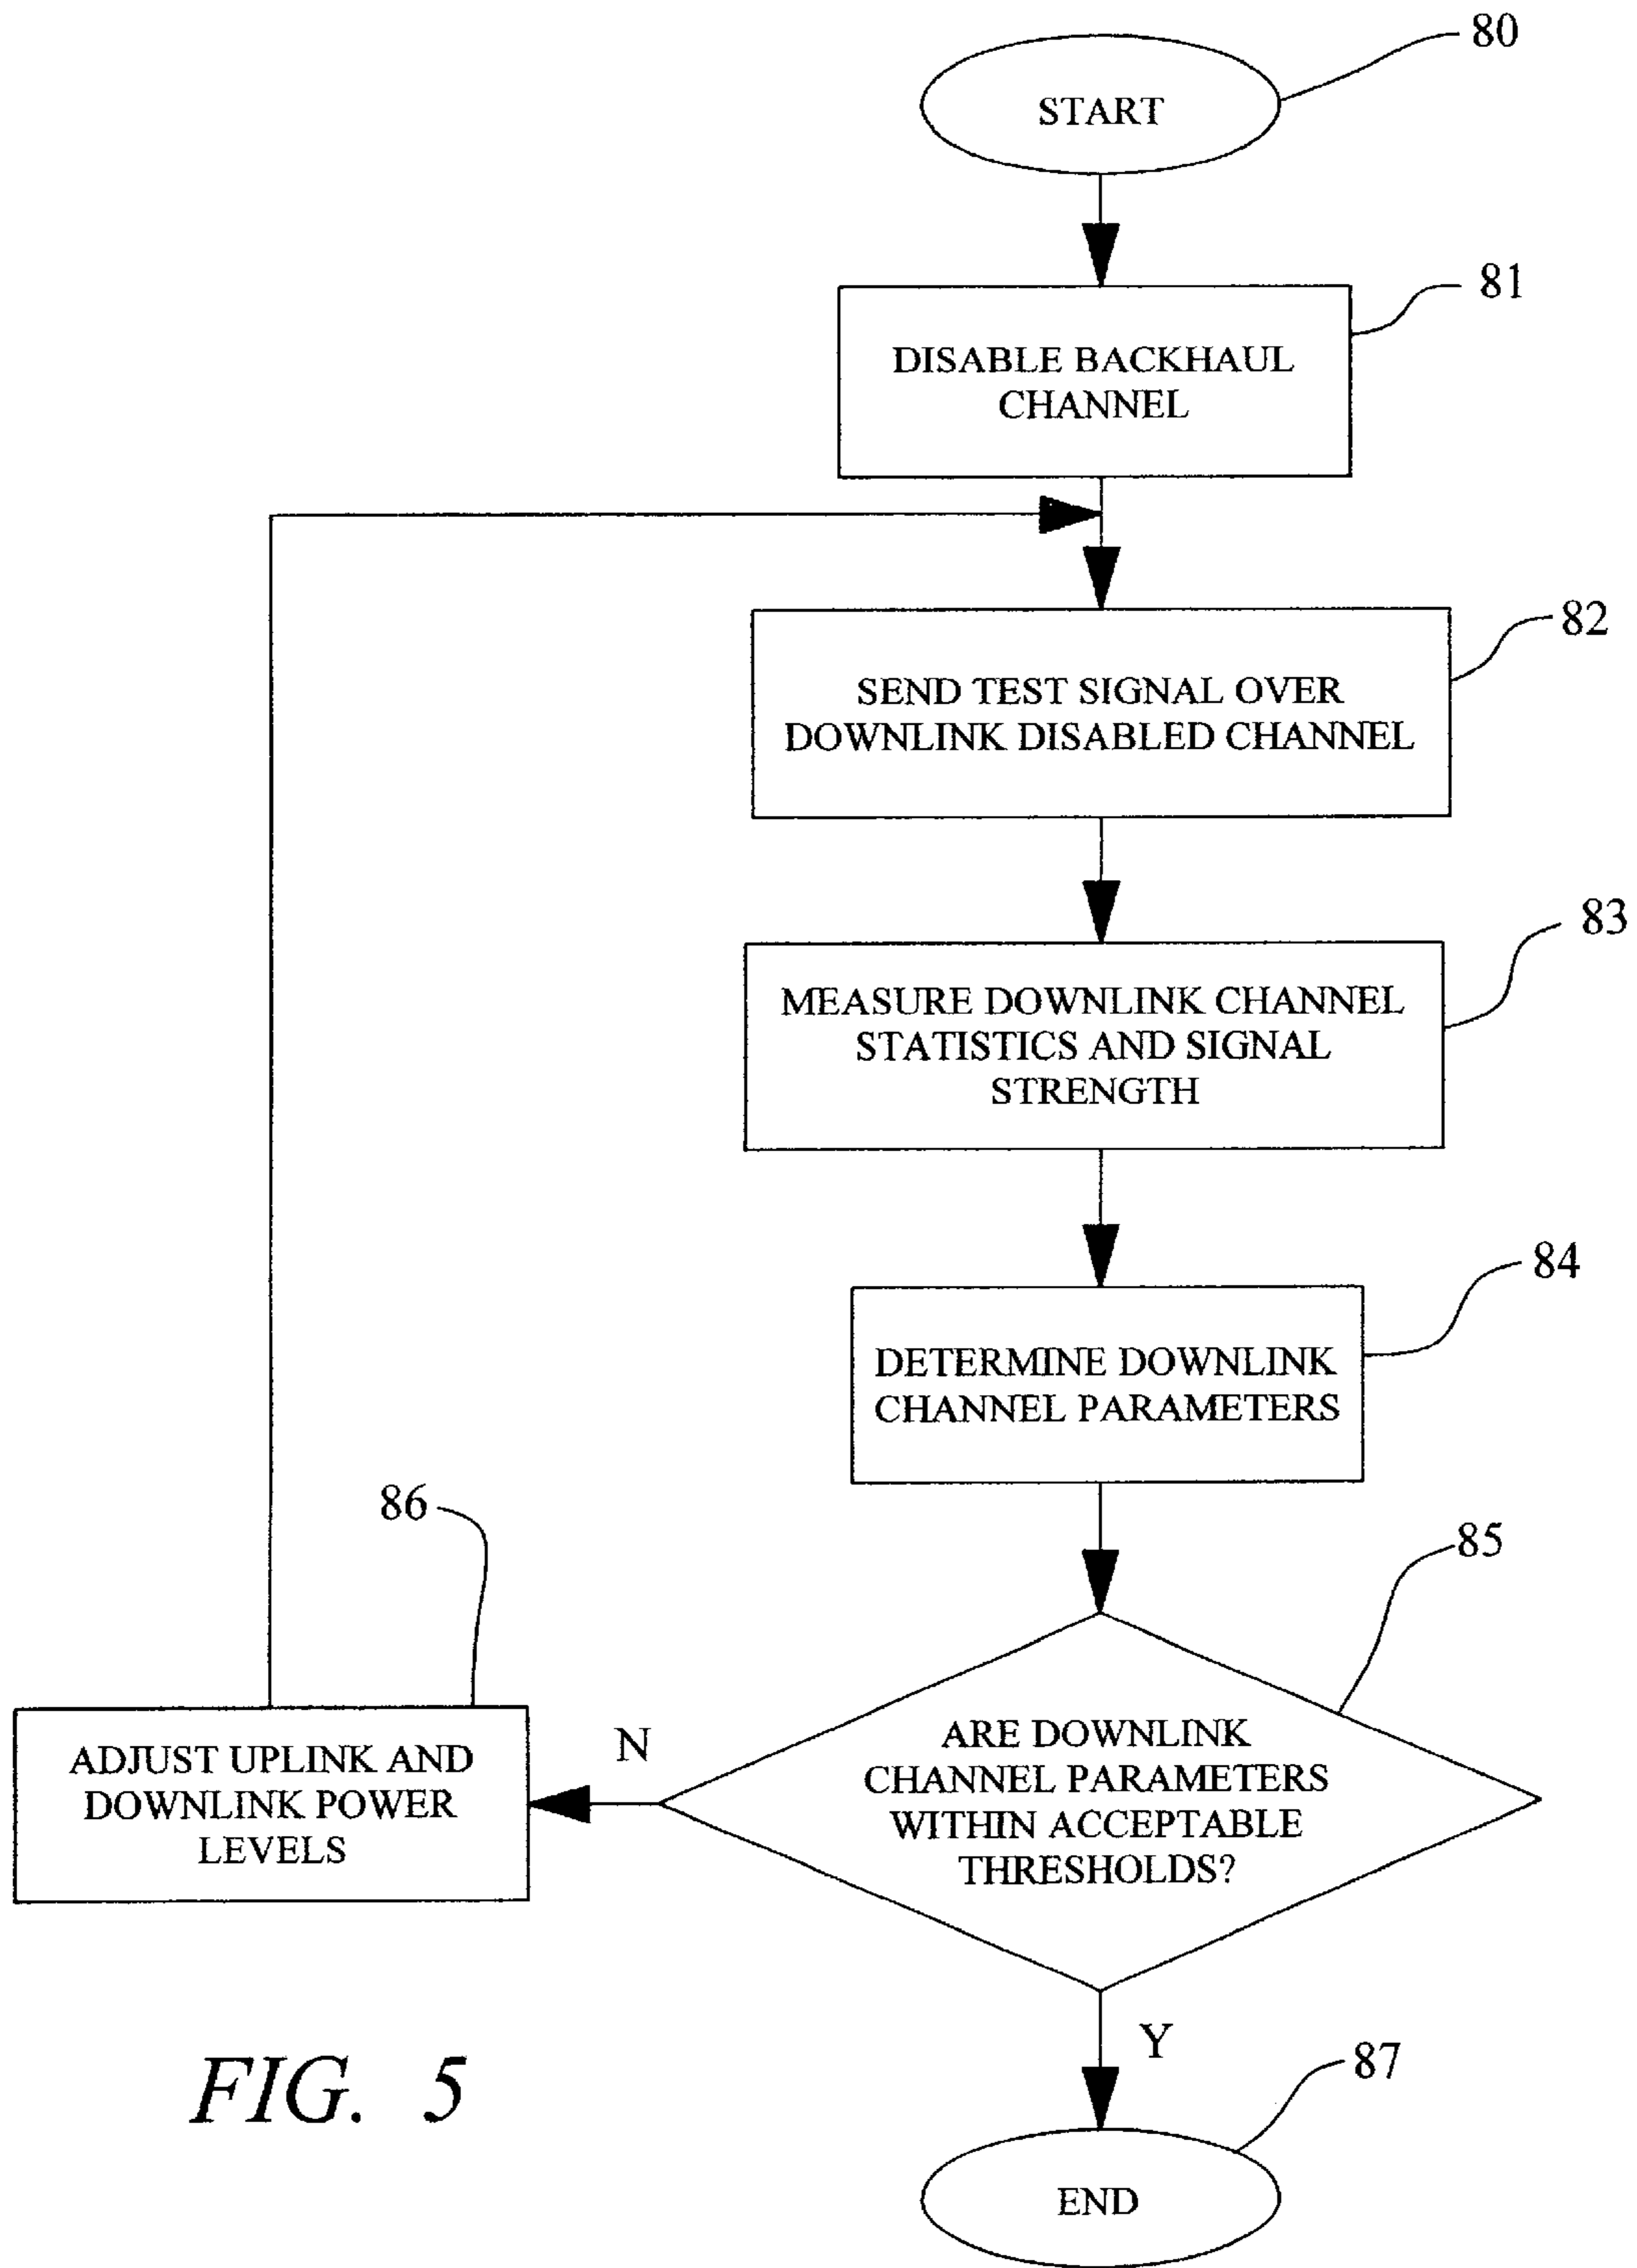 80
START
81
DISABLE BACKHAUL
CHANNEL
82
SEND TEST SIGNAL OVER
DOWNLINK DISABLED CHANNEL
83
MEASURE DOWNLINK CHANNEL
STATISTICS AND SIGNAL
STRENGTH
84
DETERMINE DOWNLINK
CHANNEL PARAMETERS
85
ARE DOWNLINK
CHANNEL PARAMETERS
WITHIN ACCEPTABLE
THRESHOLDS?
N
86
ADJUST UPLINK AND
DOWNLINK POWER
LEVELS
Y
87
END
FIG. 5